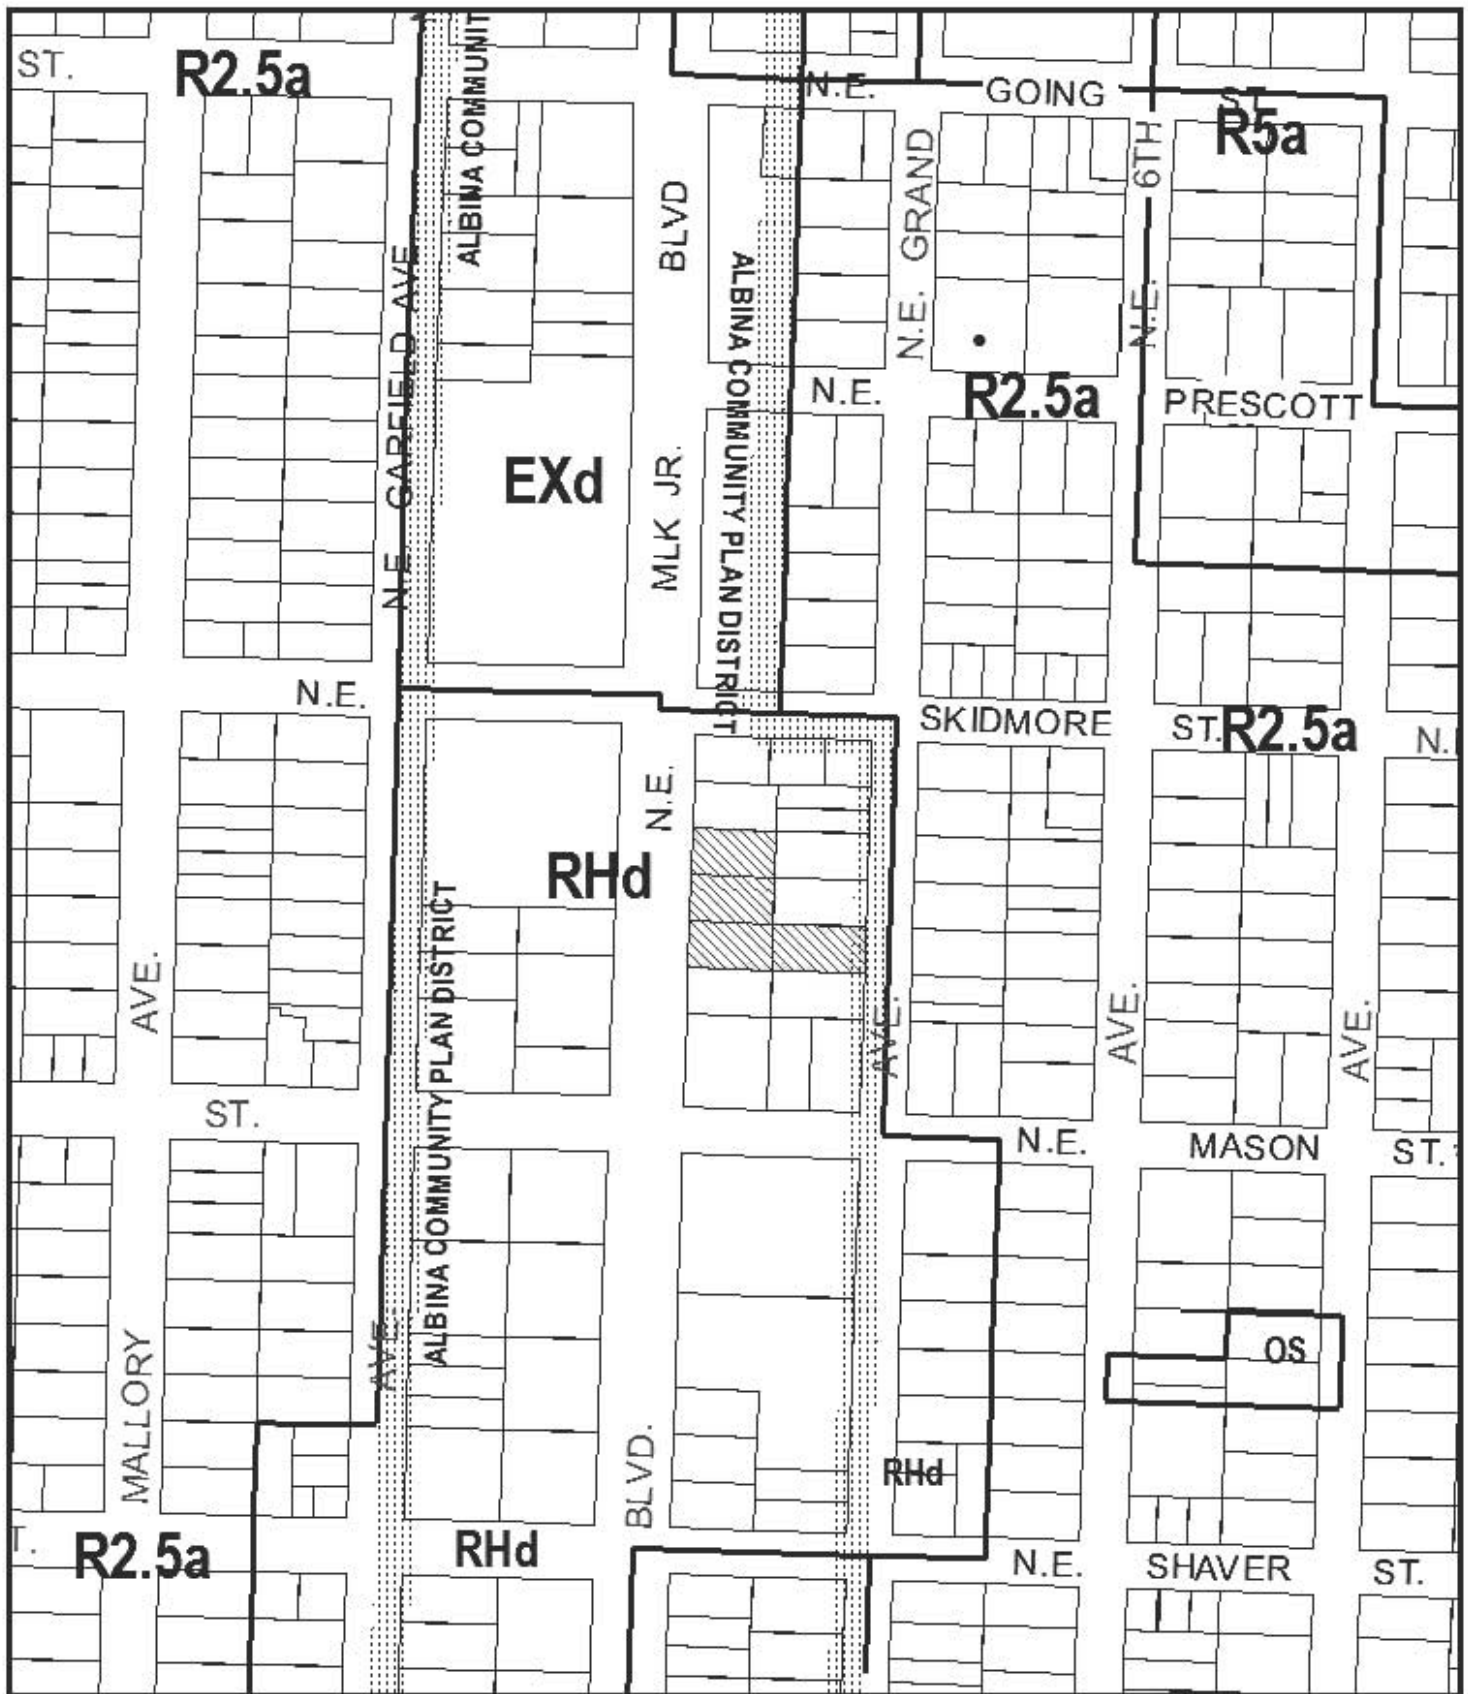 ST.
R2.5a
ALBINA COMMUNIT
N.E. GOING ST.
R5a
BLVD
N.E. GRAND
N.E. 6TH
N.E. GARFIELD AVE
ALBINA COMMUNITY PLAN DISTRICT
N.E.
R2.5a
PRESCOTT
EXd
MLK JR.
N.E.
SKIDMORE
ST.
R2.5a
N.
N.E.
RHd
ALBINA COMMUNITY PLAN DISTRICT
AVE.
AVE.
AVE.
AVE.
ST.
N.E.
MASON
ST.
AVE.
MALLORY
OS
BLVD.
RHd
T.
R2.5a
RHd
N.E.
SHAVER
ST.